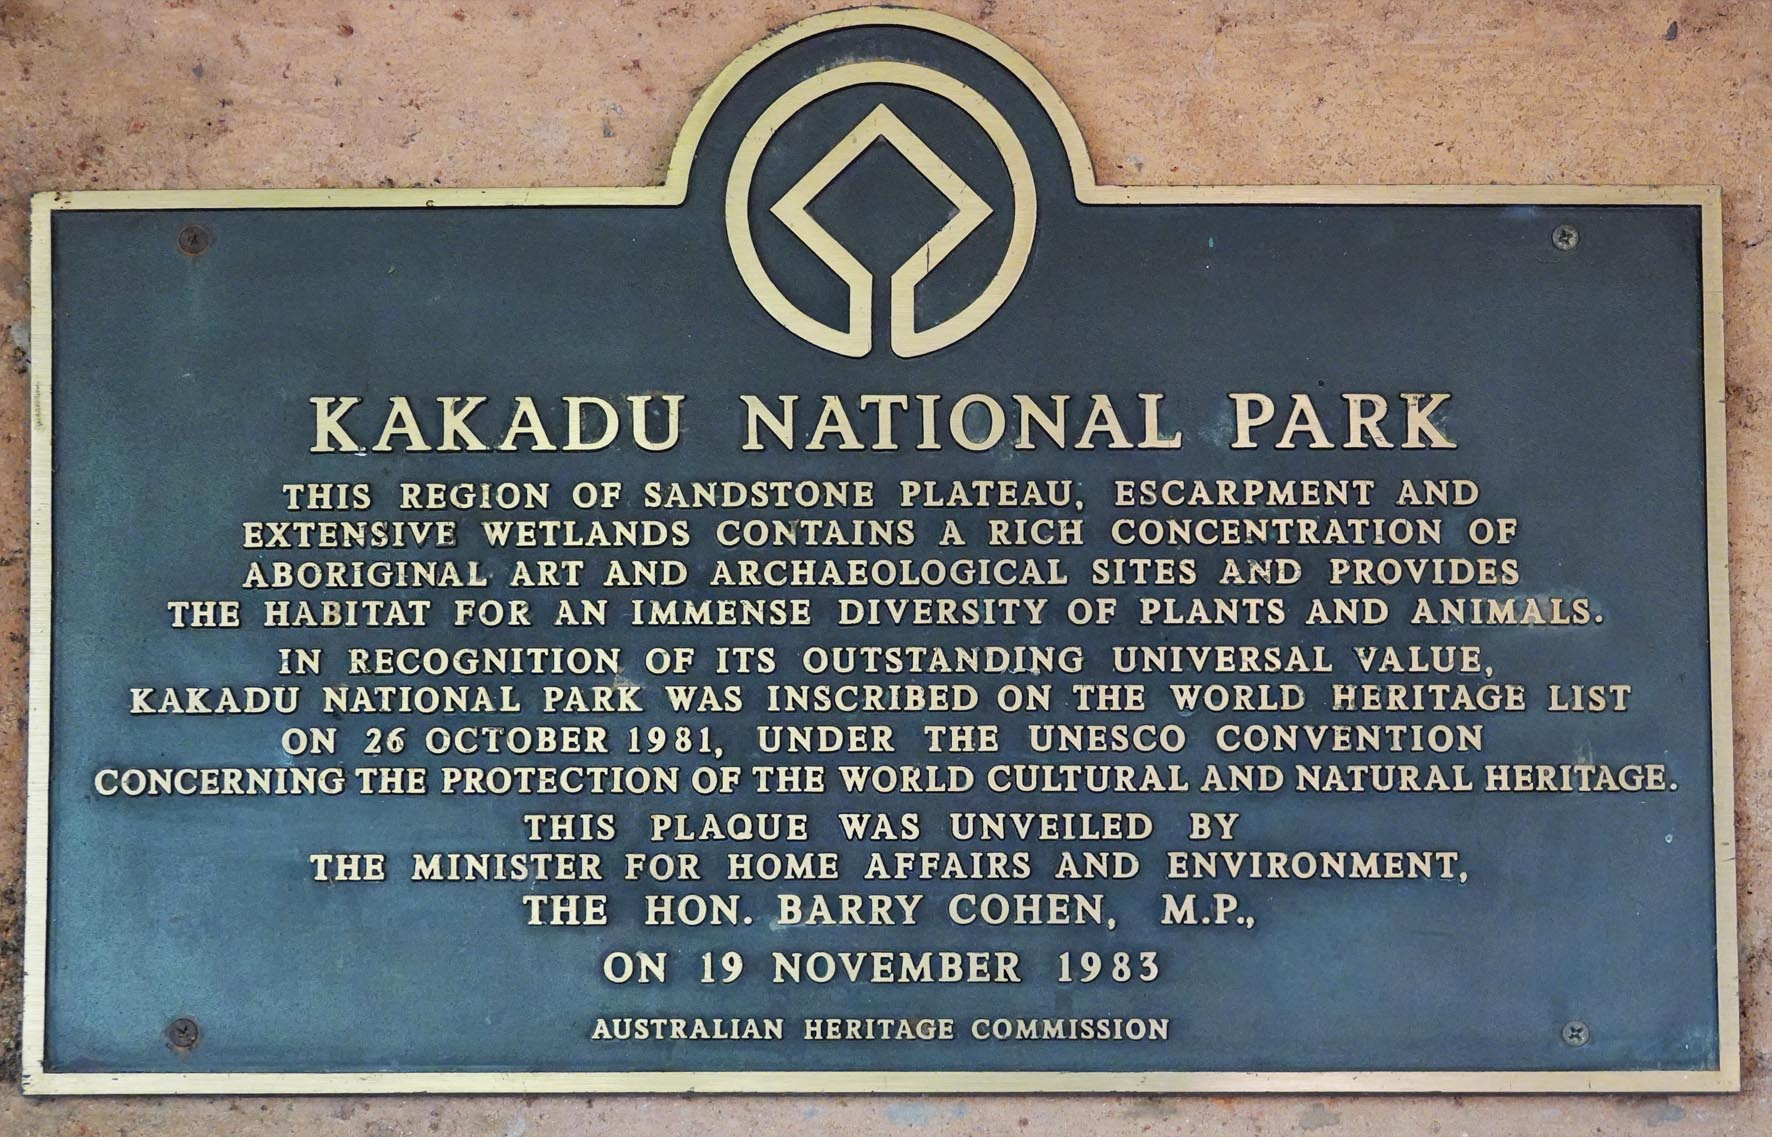 KAKADU NATIONAL PARK
THIS REGION OF SANDSTONE PLATEAU, ESCARPMENT AND
EXTENSIVE WETLANDS CONTAINS A RICH CONCENTRATION OF
ABORIGINAL ART AND ARCHAEOLOGICAL SITES AND PROVIDES
THE HABITAT FOR AN IMMENSE DIVERSITY OF PLANTS AND ANIMALS.
IN RECOGNITION OF ITS OUTSTANDING UNIVERSAL VALUE,
KAKADU NATIONAL PARK WAS INSCRIBED ON THE WORLD HERITAGE LIST
ON 26 OCTOBER 1981, UNDER THE UNESCO CONVENTION
CONCERNING THE PROTECTION OF THE WORLD CULTURAL AND NATURAL HERITAGE.
THIS PLAQUE WAS UNVEILED BY
THE MINISTER FOR HOME AFFAIRS AND ENVIRONMENT,
THE HON. BARRY COHEN, M.P.,
ON 19 NOVEMBER 1983
AUSTRALIAN HERITAGE COMMISSION